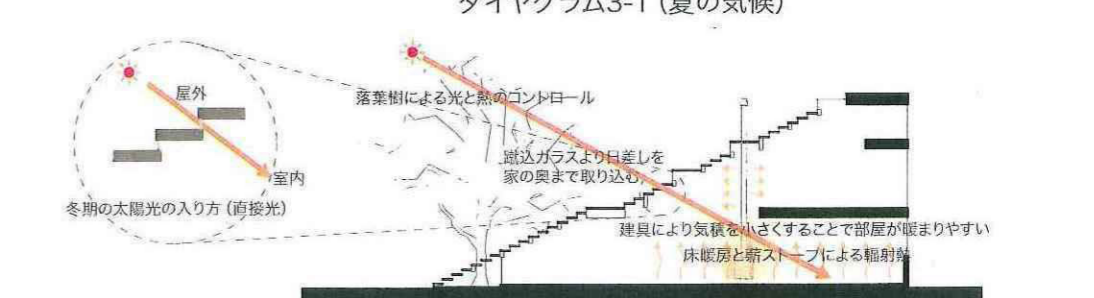 ダイヤグラム3-1（夏の気候）
屋外
落葉樹による光と熱のコントロール
蹴込ガラスより日差しを
家の奥まで取り込む
室内
冬期の太陽光の入り方（直接光）
建具により気積を小さくすることで部屋が暖まりやすい
床暖房と薪ストーブによる輻射熱